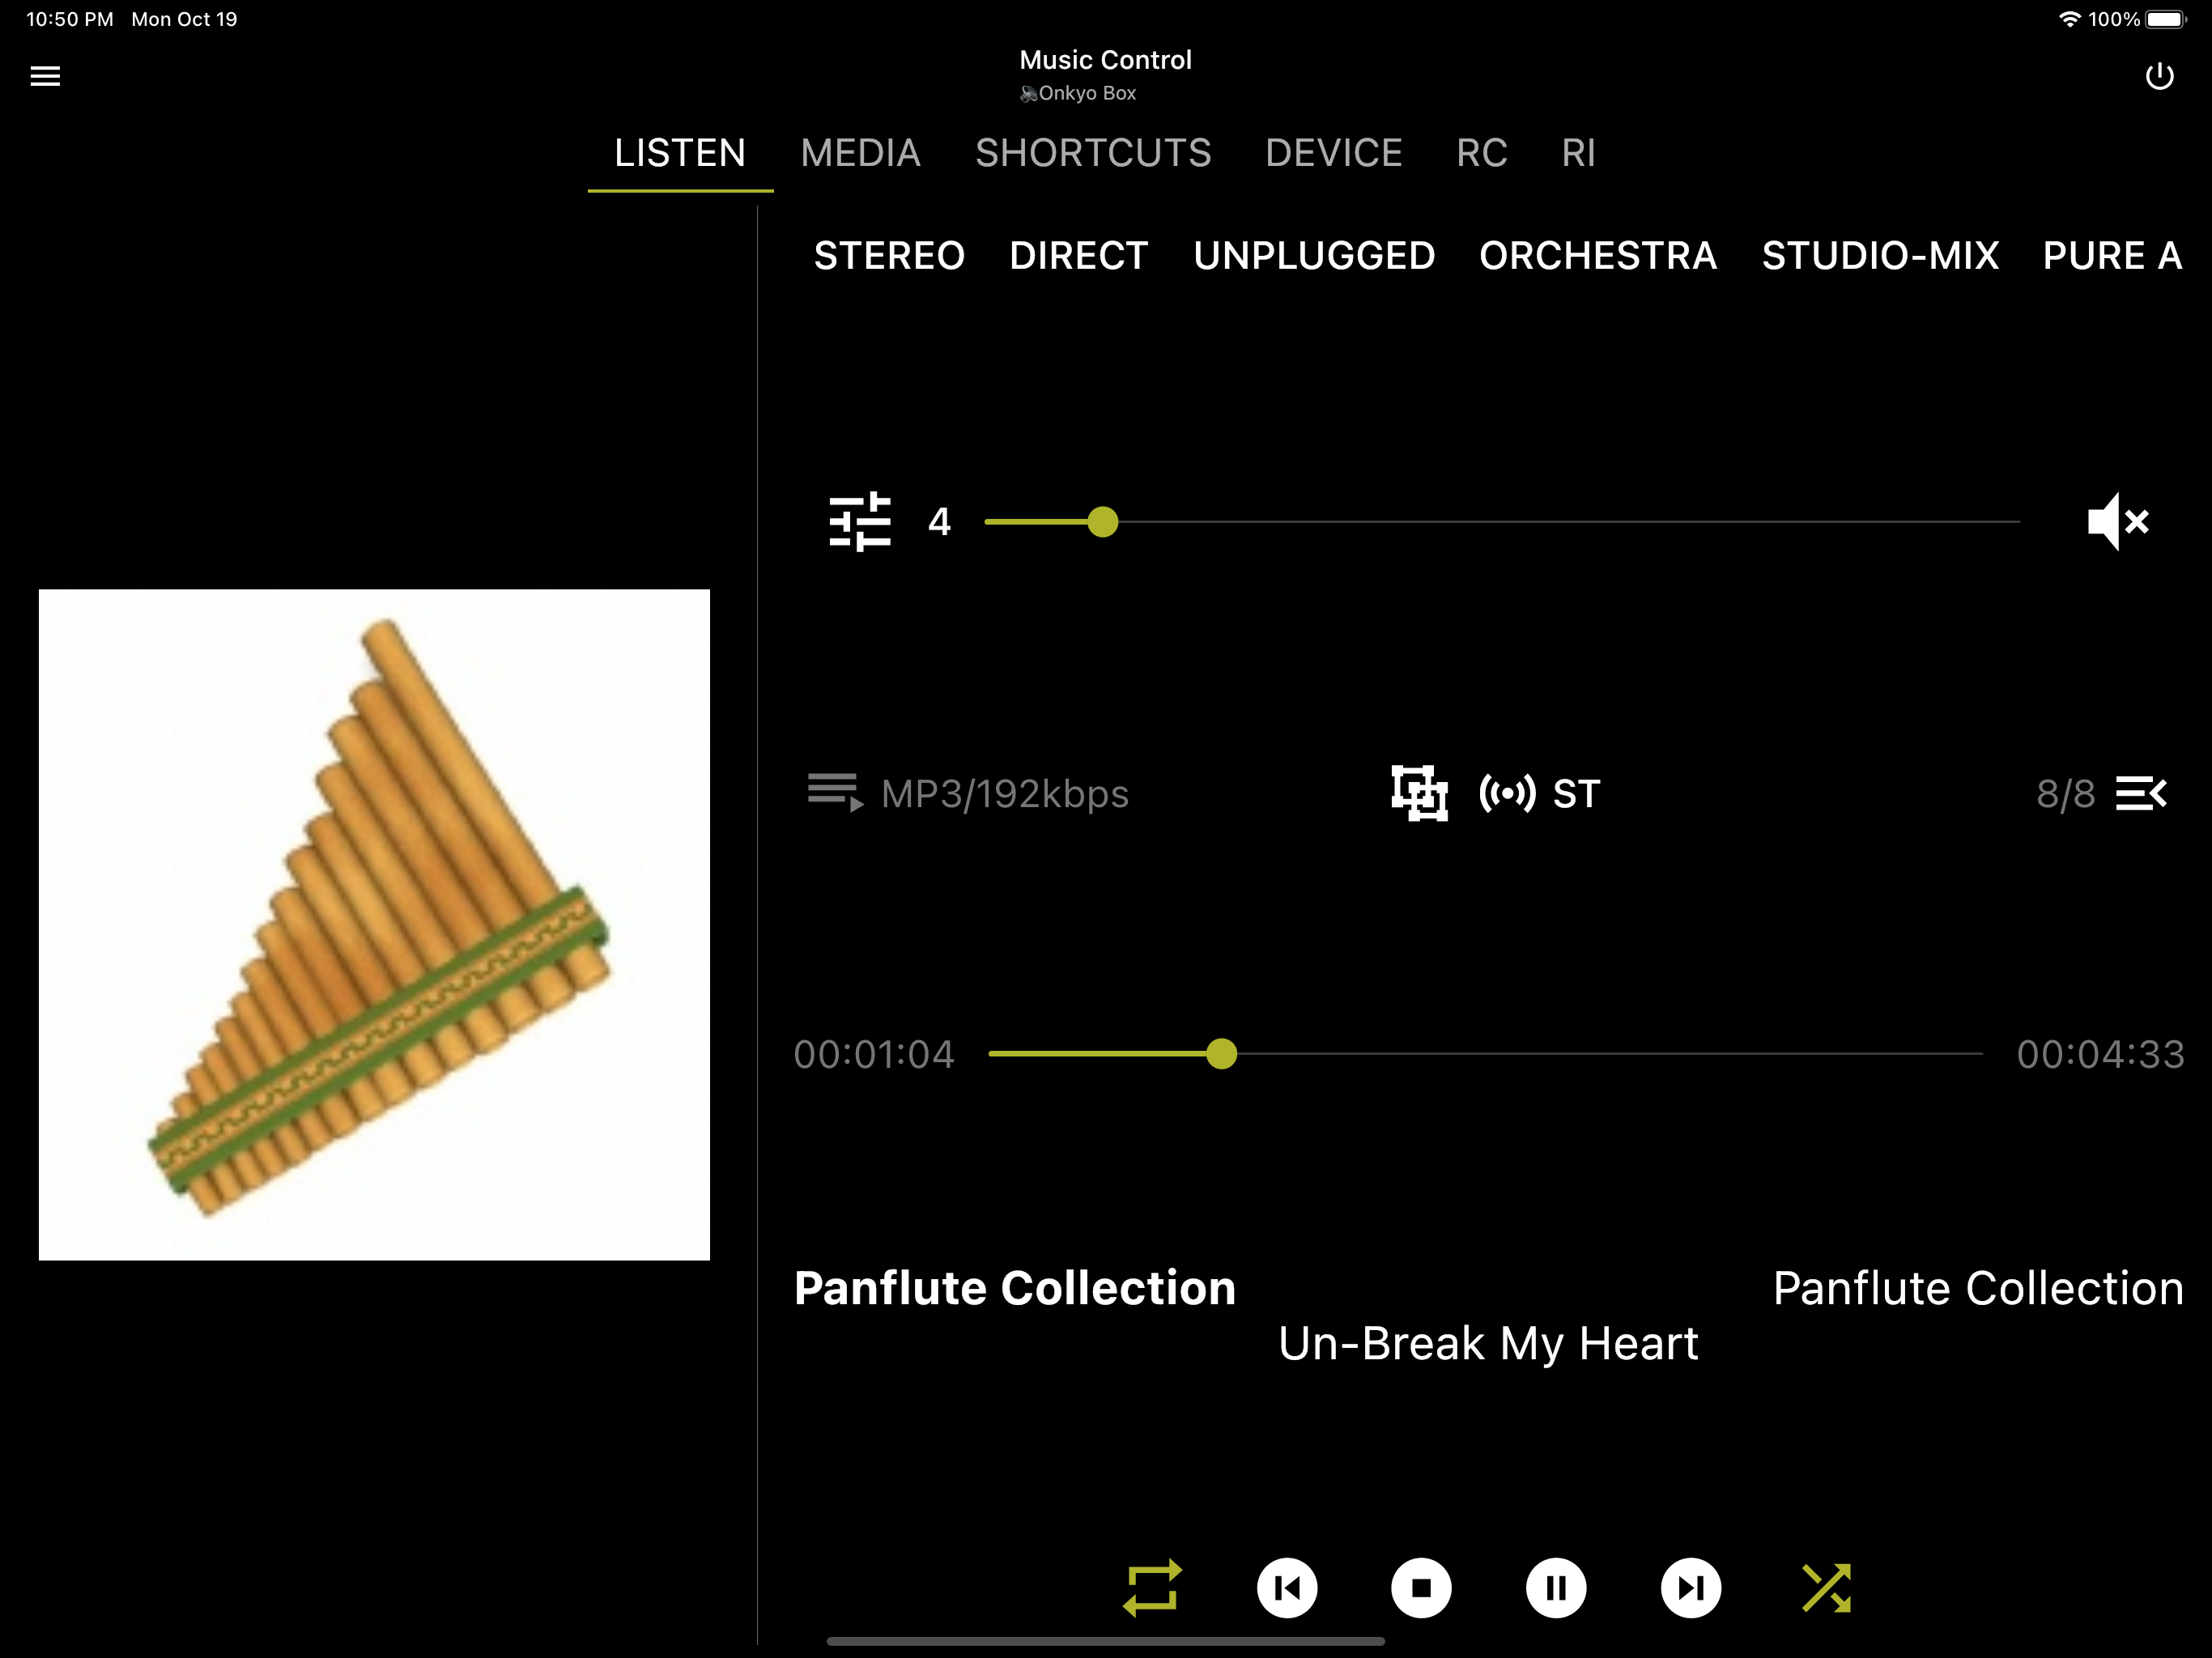 10:50 PM Mon Oct 19 100%
Music Control
Onkyo Box
LISTEN MEDIA SHORTCUTS DEVICE RC RI
STEREO DIRECT UNPLUGGED ORCHESTRA STUDIO-MIX PURE A
4
MP3/192kbps ST 8/8
00:01:04 00:04:33
Panflute Collection Panflute Collection
Un-Break My Heart